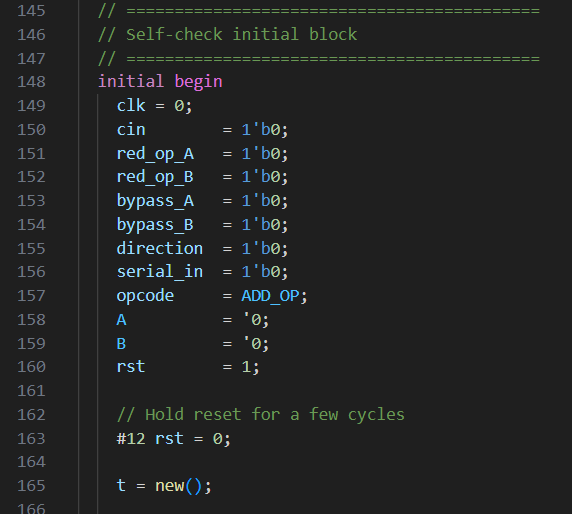 145 // ===========================================
146 // Self-check initial block
147 // ===========================================
148 initial begin
149   clk = 0;
150   cin        = 1'b0;
151   red_op_A   = 1'b0;
152   red_op_B   = 1'b0;
153   bypass_A   = 1'b0;
154   bypass_B   = 1'b0;
155   direction  = 1'b0;
156   serial_in  = 1'b0;
157   opcode     = ADD_OP;
158   A          = '0;
159   B          = '0;
160   rst        = 1;
161
162   // Hold reset for a few cycles
163   #12 rst = 0;
164
165   t = new();
166